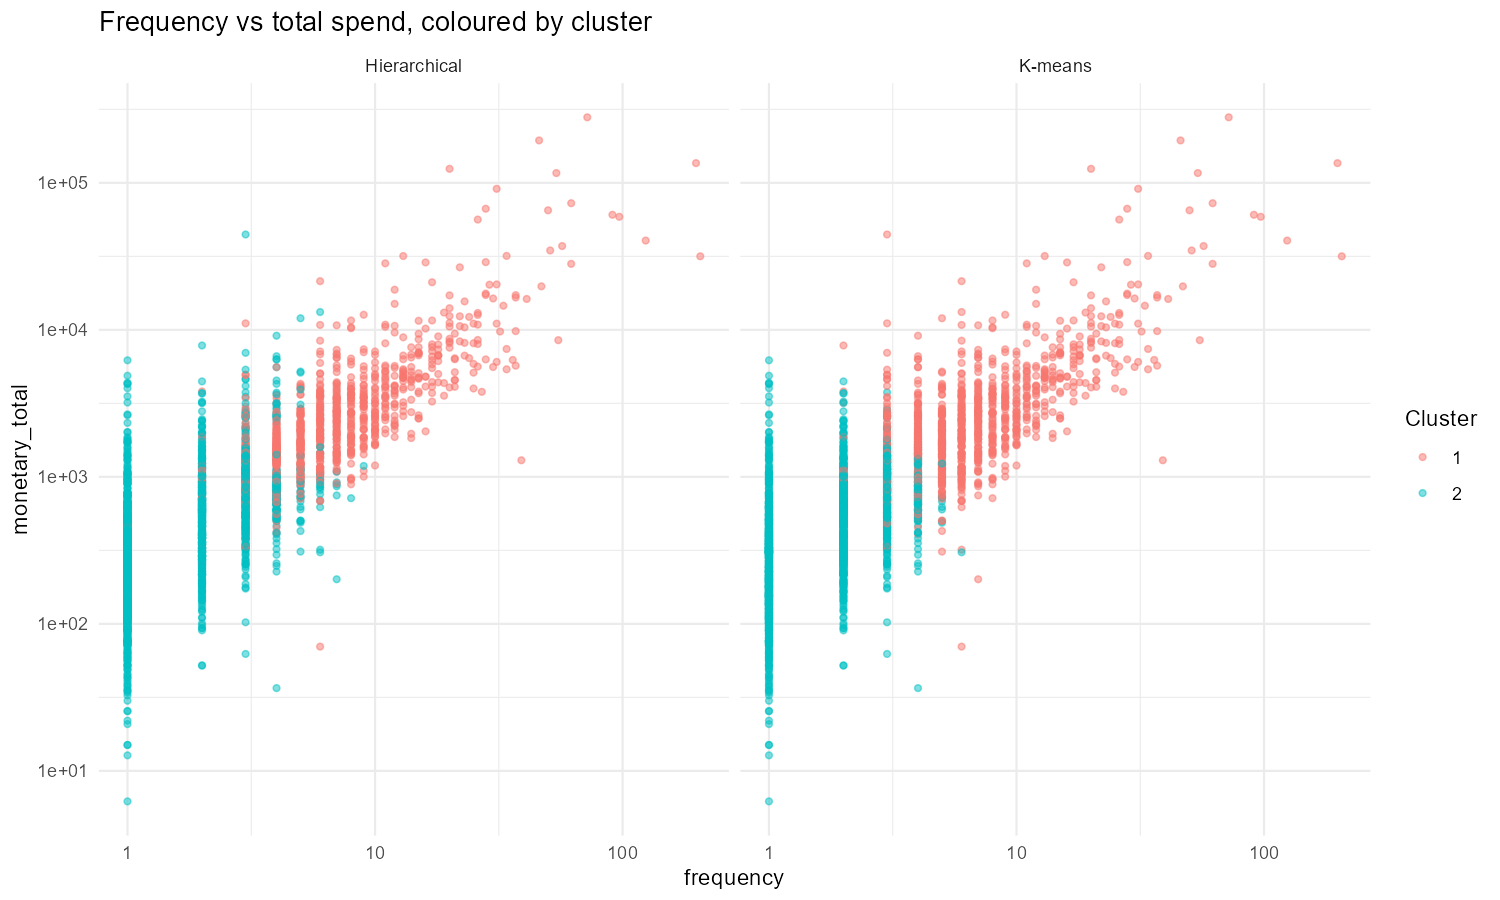 Frequency vs total spend, coloured by cluster
Hierarchical
K-means
monetary_total
1e+05
1e+04
1e+03
1e+02
1e+01
1
10
100
1
10
100
frequency
Cluster
1
2